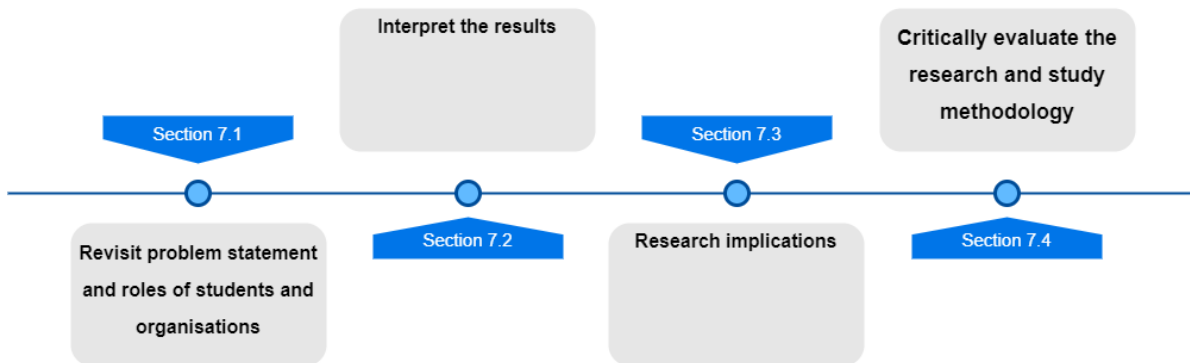 Section 7.1
Revisit problem statement
and roles of students and
organisations
Interpret the results
Section 7.2
Section 7.3
Research implications
Critically evaluate the
research and study
methodology
Section 7.4